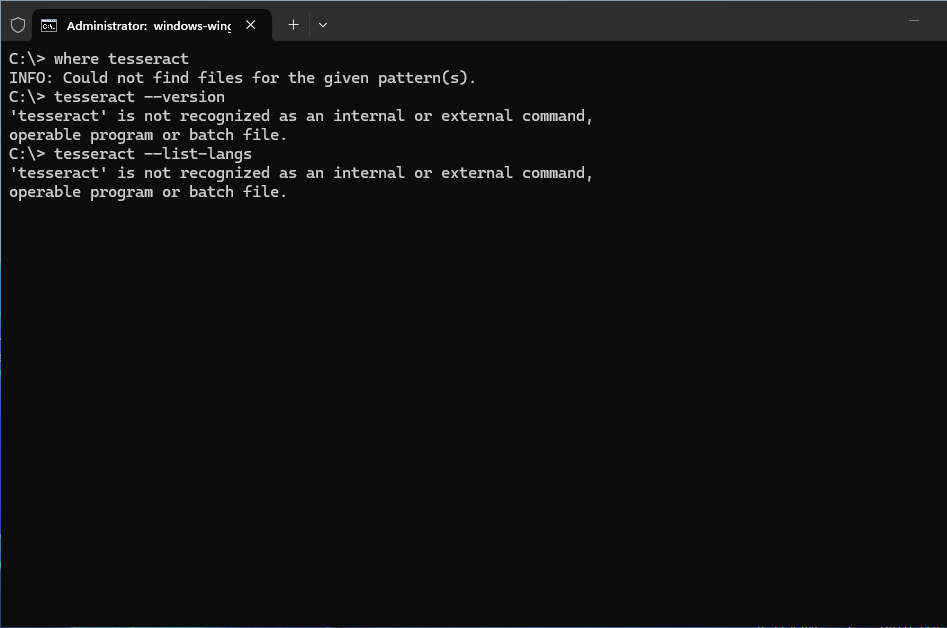 Administrator: windows-wing
C:\> where tesseract
INFO: Could not find files for the given pattern(s).
C:\> tesseract --version
'tesseract' is not recognized as an internal or external command,
operable program or batch file.
C:\> tesseract --list-langs
'tesseract' is not recognized as an internal or external command,
operable program or batch file.